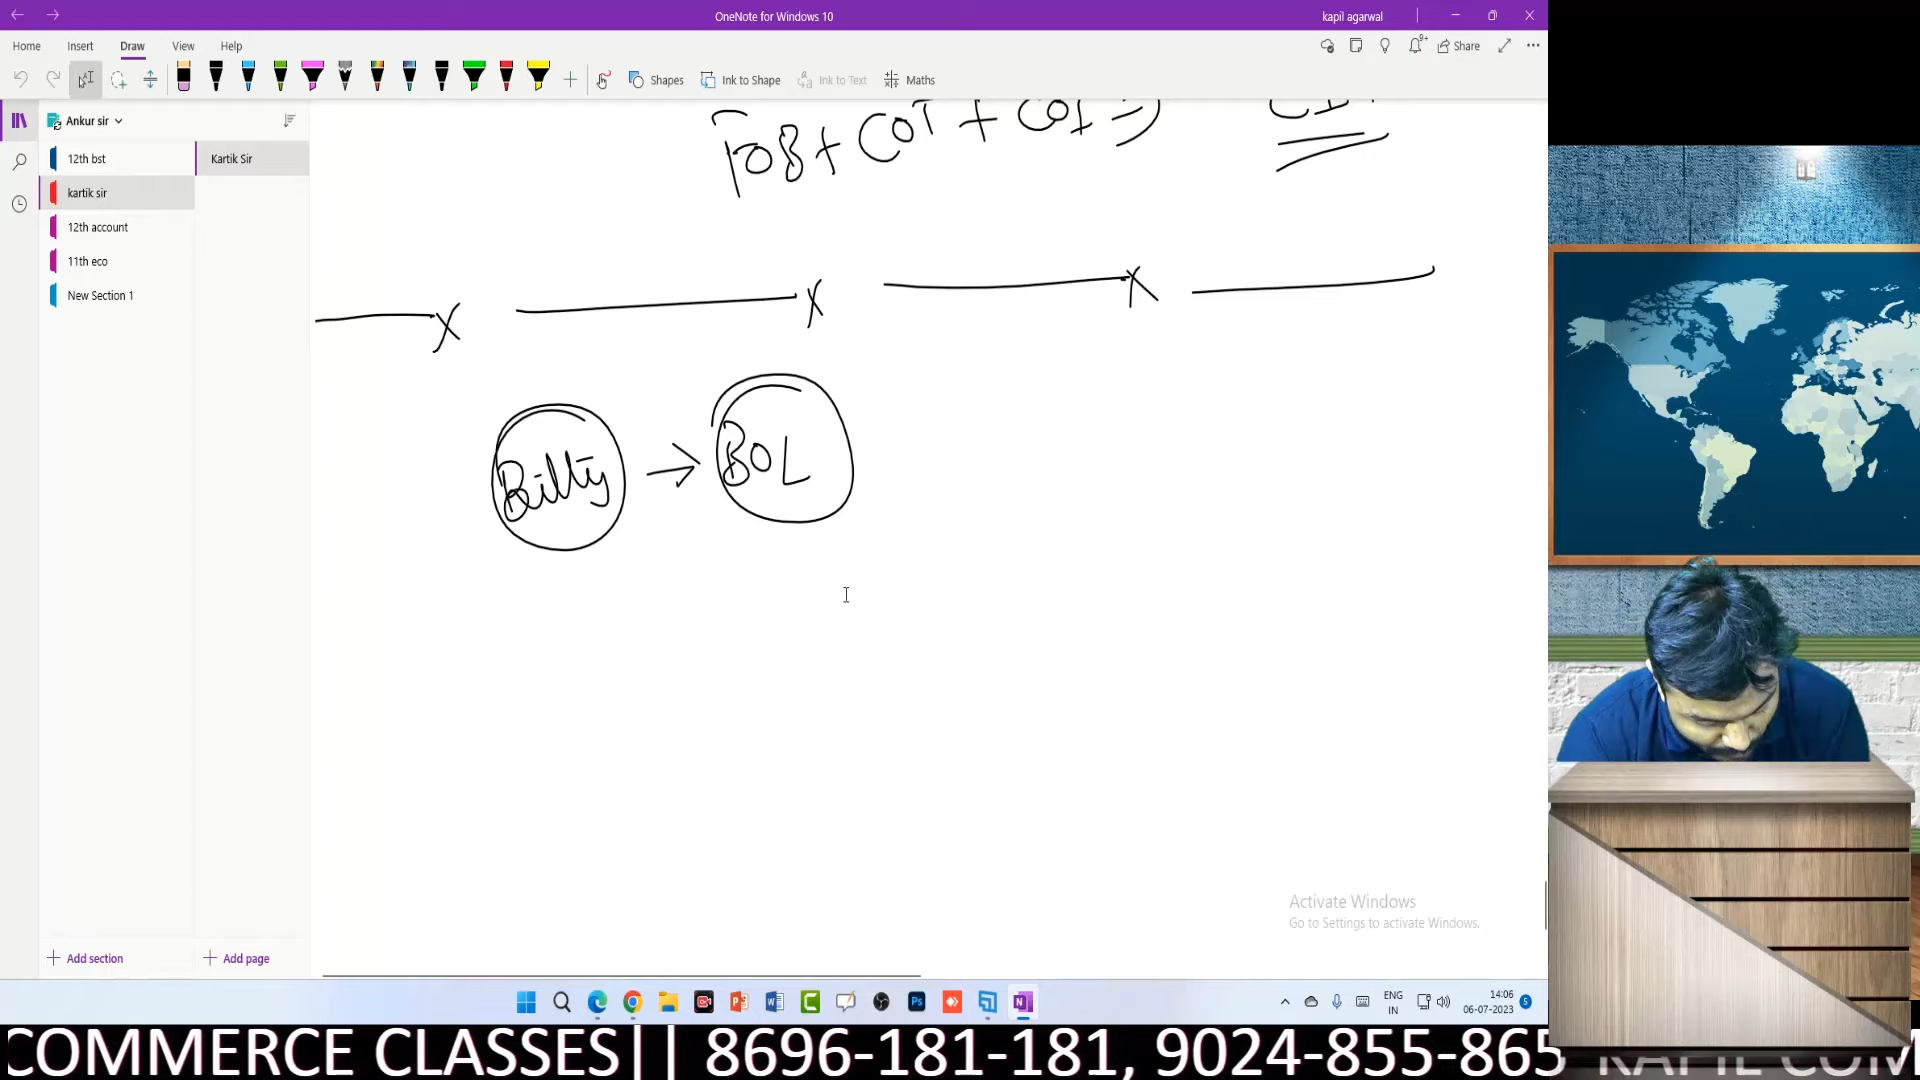 OneNote for Windows 10
kapil agarwal
Home Insert Draw View Help
9+
Share
Shapes
Ink to Shape
Ink to Text
Maths
Ankur sir
12th bst
kartik sir
12th account
11th eco
New Section 1
Kartik Sir
FOB + COT + COI =)
X X X
Billty → BOL
Activate Windows
Go to Settings to activate Windows.
+ Add section
+ Add page
ENG
IN
14:06
06-07-2023
5
COMMERCE CLASSES|| 8696-181-181, 9024-855-865